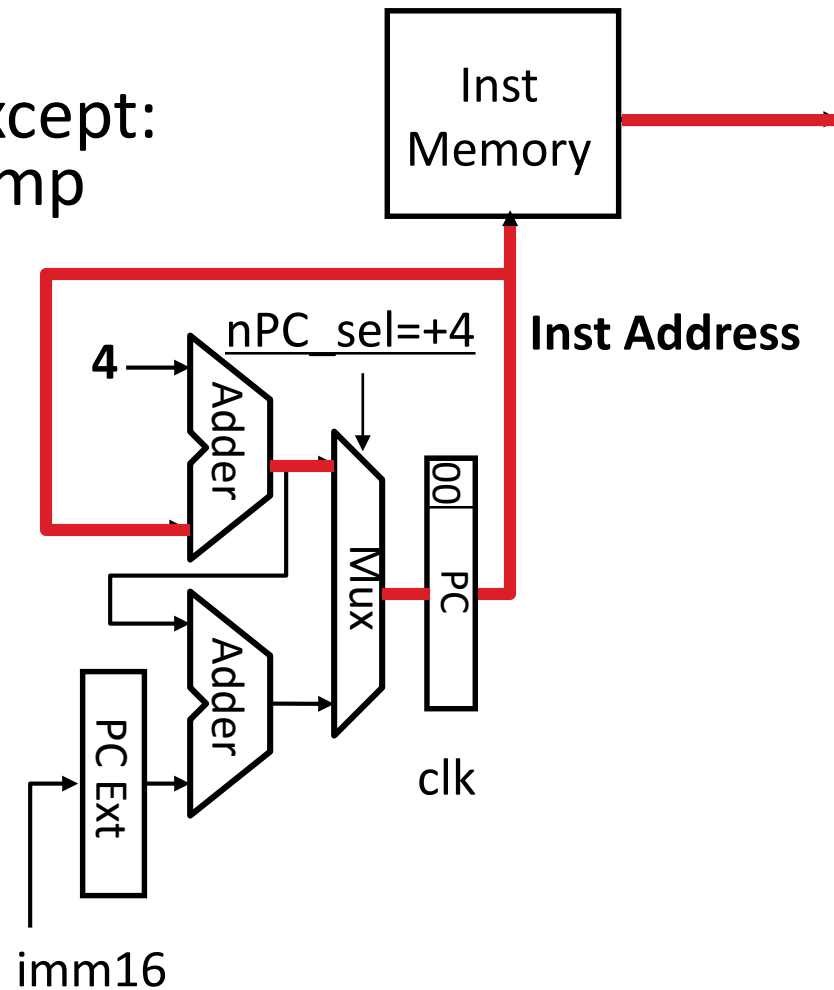 xcept:
mp
Inst
Memory
nPC_sel=+4
Inst Address
4
Adder
00
PC
Mux
Adder
PC Ext
clk
imm16